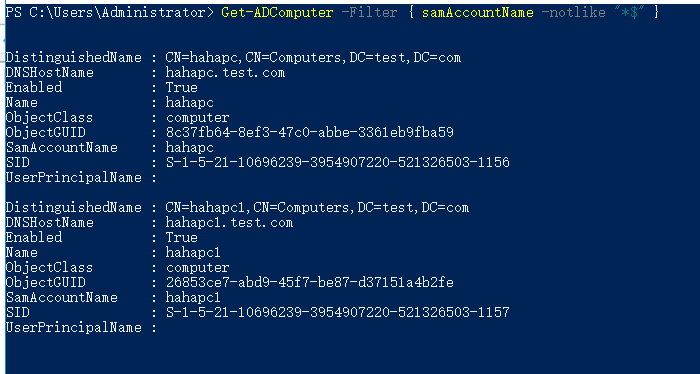 PS C:\Users\Administrator> Get-ADComputer -Filter { samAccountName -notlike "*$" }
DistinguishedName : CN=hahapc,CN=Computers,DC=test,DC=com
DNSHostName : hahapc.test.com
Enabled : True
Name : hahapc
ObjectClass : computer
ObjectGUID : 8c37fb64-8ef3-47c0-abbe-3361eb9fba59
SamAccountName : hahapc
SID : S-1-5-21-10696239-3954907220-521326503-1156
UserPrincipalName :
DistinguishedName : CN=hahapc1,CN=Computers,DC=test,DC=com
DNSHostName : hahapc1.test.com
Enabled : True
Name : hahapc1
ObjectClass : computer
ObjectGUID : 26853ce7-abd9-45f7-be87-d37151a4b2fe
SamAccountName : hahapc1
SID : S-1-5-21-10696239-3954907220-521326503-1157
UserPrincipalName :